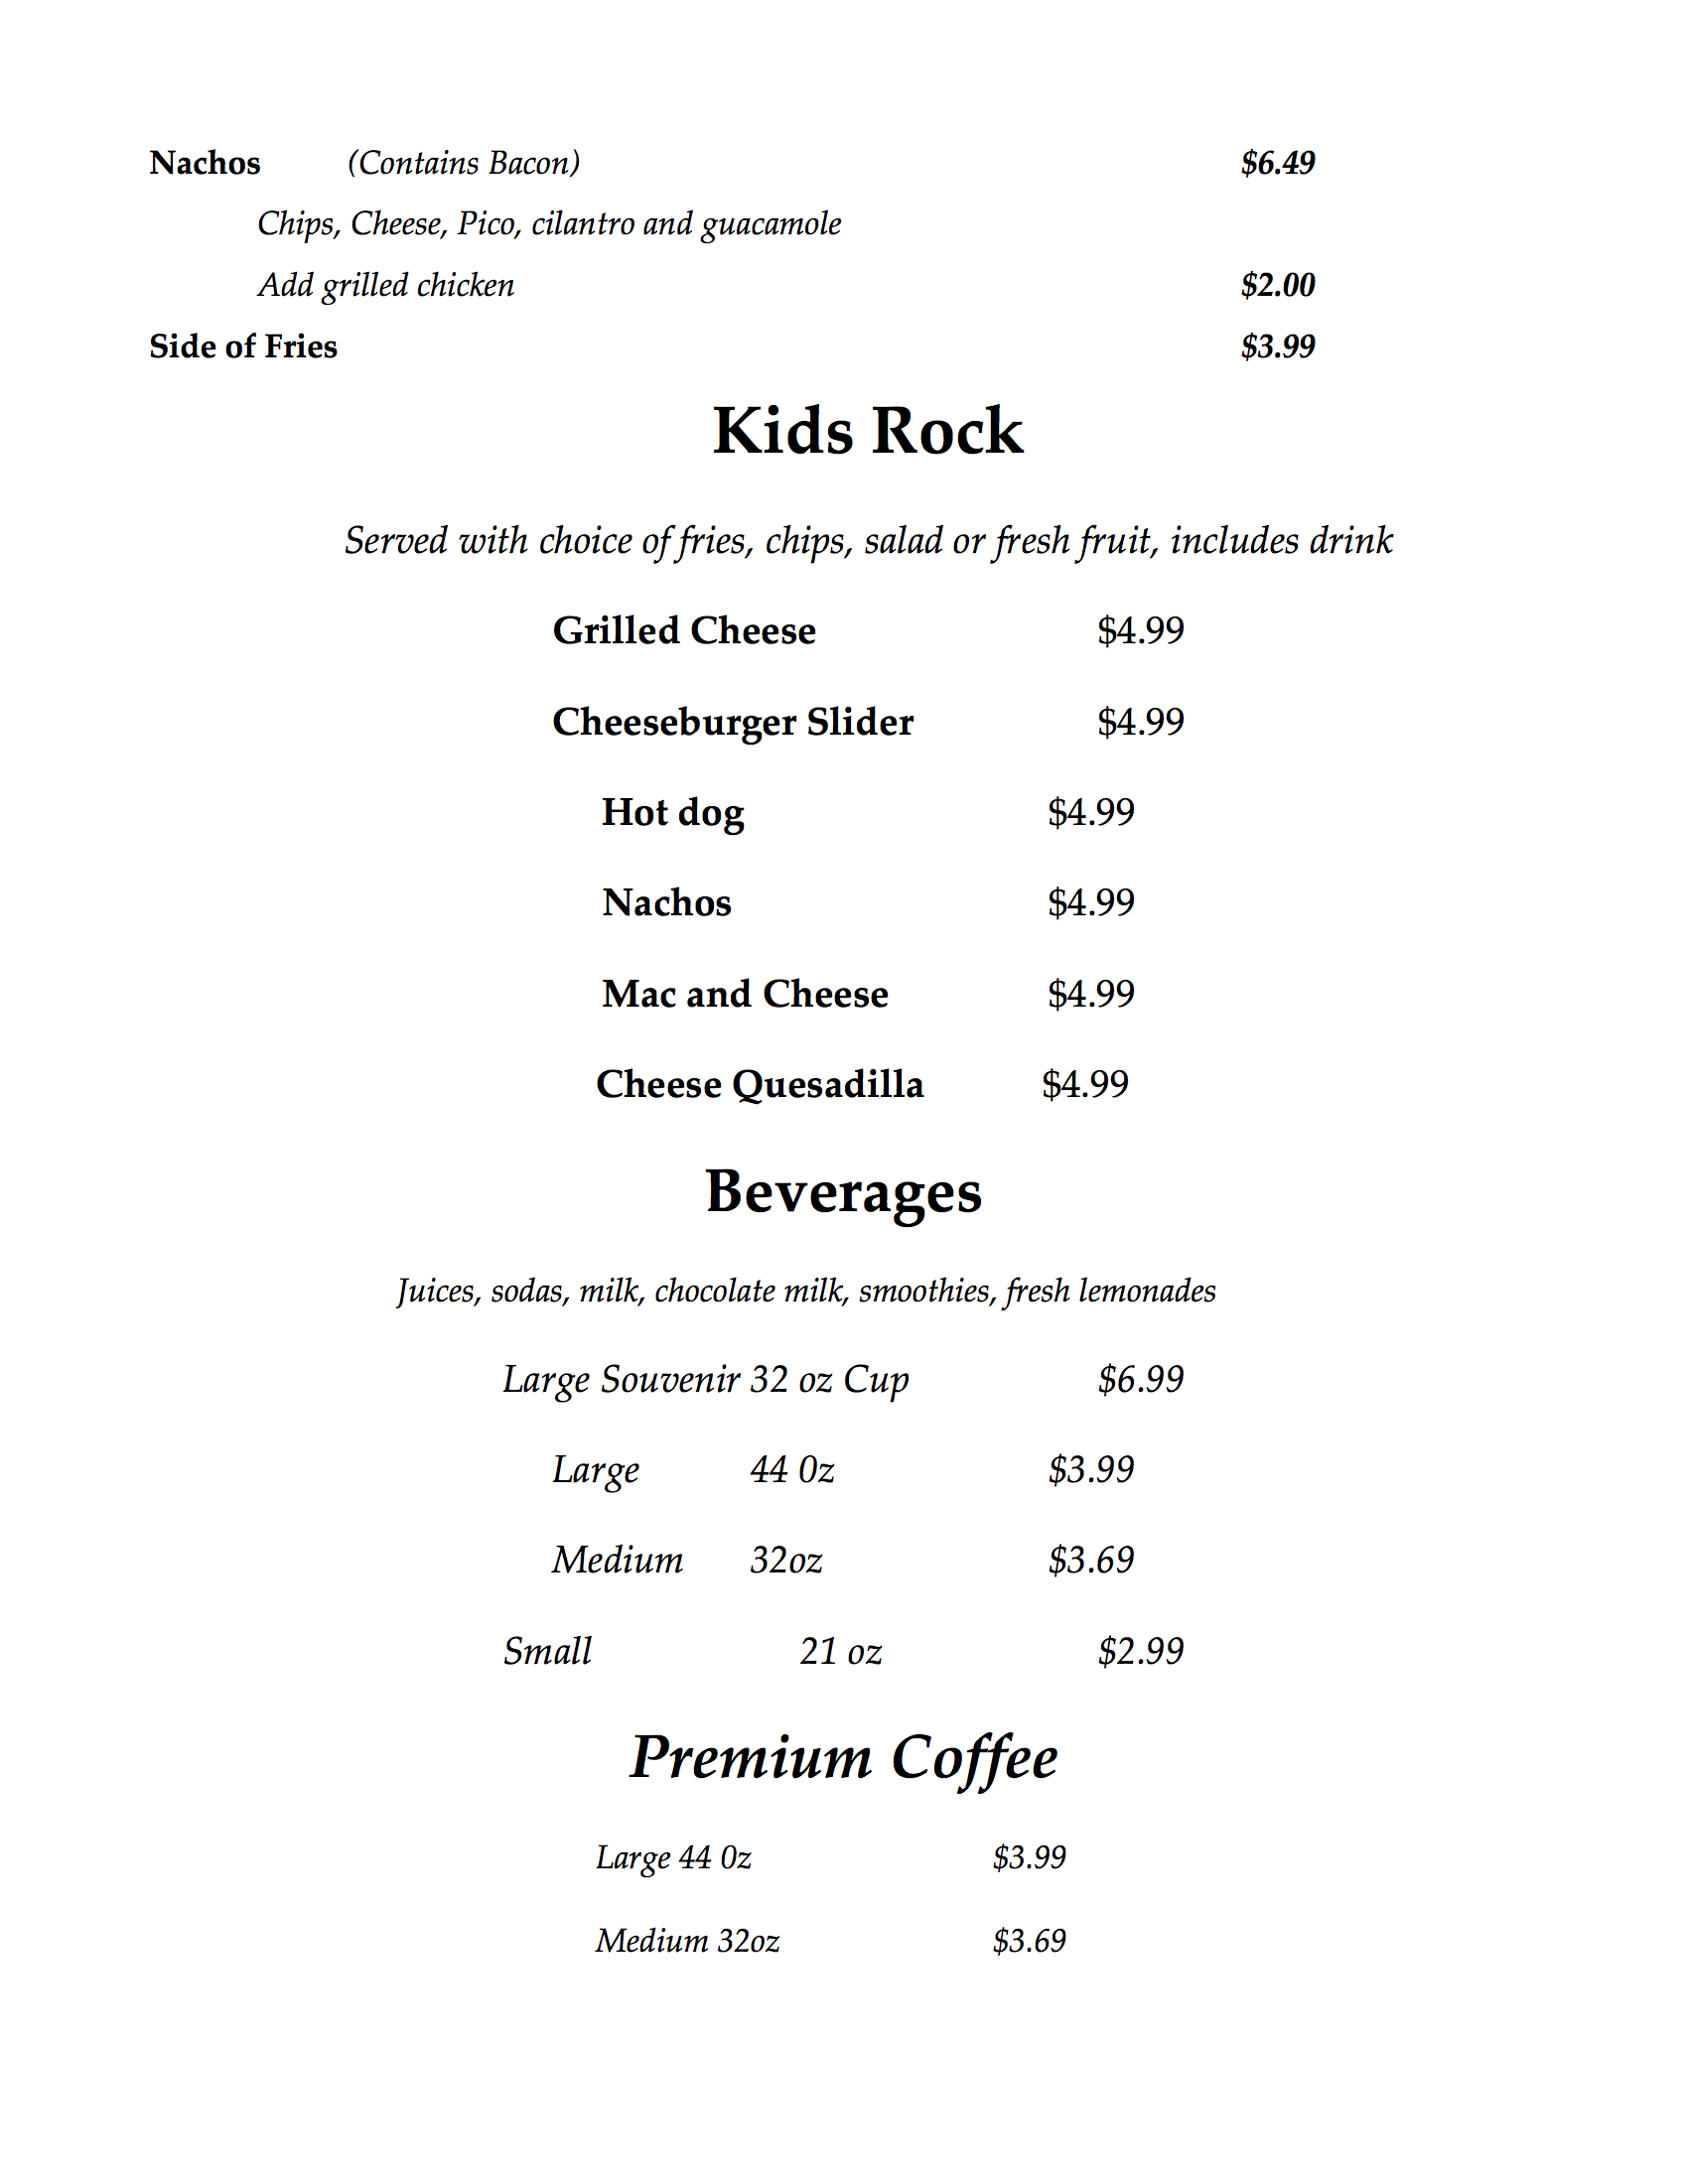 Nachos (Contains Bacon) $6.49
Chips, Cheese, Pico, cilantro and guacamole
Add grilled chicken $2.00
Side of Fries $3.99
Kids Rock
Served with choice of fries, chips, salad or fresh fruit, includes drink
Grilled Cheese $4.99
Cheeseburger Slider $4.99
Hot dog $4.99
Nachos $4.99
Mac and Cheese $4.99
Cheese Quesadilla $4.99
Beverages
Juices, sodas, milk, chocolate milk, smoothies, fresh lemonades
Large Souvenir 32 oz Cup $6.99
Large 44 0z $3.99
Medium 32oz $3.69
Small 21 oz $2.99
Premium Coffee
Large 44 0z $3.99
Medium 32oz $3.69